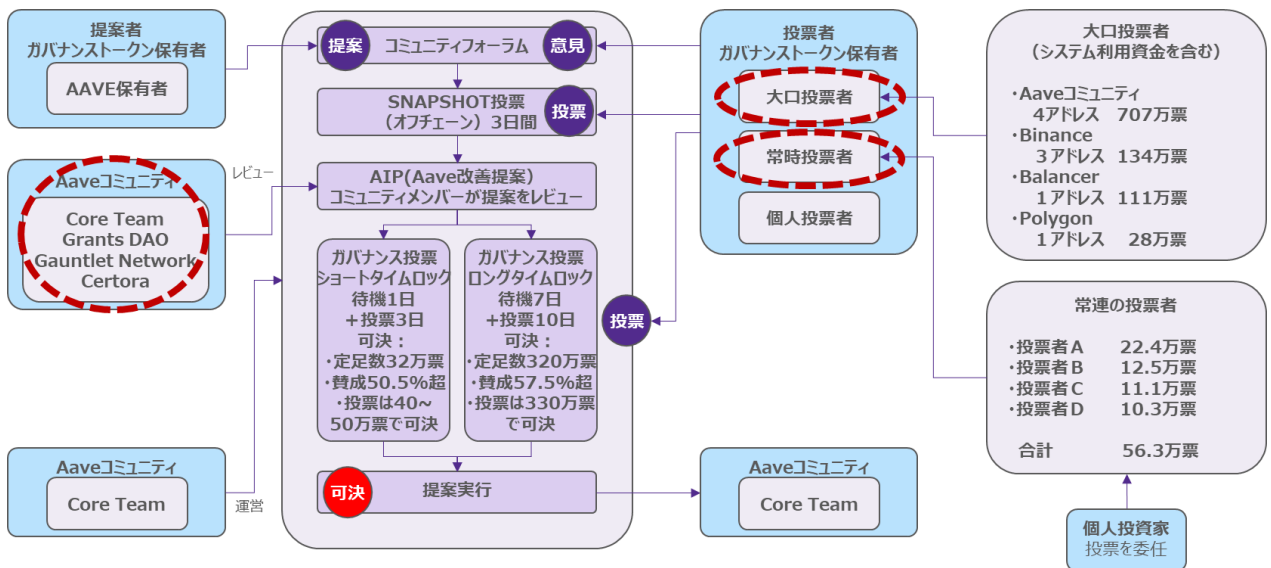 提案者
ガバナンストークン保有者
AAVE保有者
Aaveコミュニティ
Core Team
Grants DAO
Gauntlet Network
Certora
レビュー
Aaveコミュニティ
Core Team
運営
提案
コミュニティフォーラム
意見
SNAPSHOT投票
(オフチェーン) 3日間
投票
AIP(Aave改善提案)
コミュニティメンバーが提案をレビュー
ガバナンス投票
ショートタイムロック
待機1日
+投票3日
可決：
・定足数32万票
・賛成50.5%超
・投票は40~
50万票で可決
ガバナンス投票
ロングタイムロック
待機7日
+投票10日
可決：
・定足数320万票
・賛成57.5%超
・投票は330万票
で可決
投票
可決
提案実行
投票者
ガバナンストークン保有者
大口投票者
常時投票者
個人投票者
Aaveコミュニティ
Core Team
大口投票者
(システム利用資金を含む)
・Aaveコミュニティ
4アドレス 707万票
・Binance
3アドレス 134万票
・Balancer
1アドレス 111万票
・Polygon
1アドレス 28万票
常連の投票者
・投票者A 22.4万票
・投票者B 12.5万票
・投票者C 11.1万票
・投票者D 10.3万票
合計 56.3万票
個人投資家
投票を委任